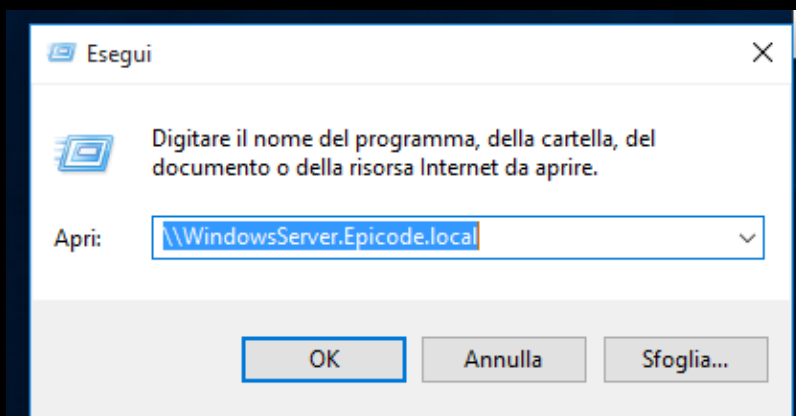 Esegui
Digitare il nome del programma, della cartella, del
documento o della risorsa Internet da aprire.
Apri: \\WindowsServer.Epicode.local
OK Annulla Sfoglia...